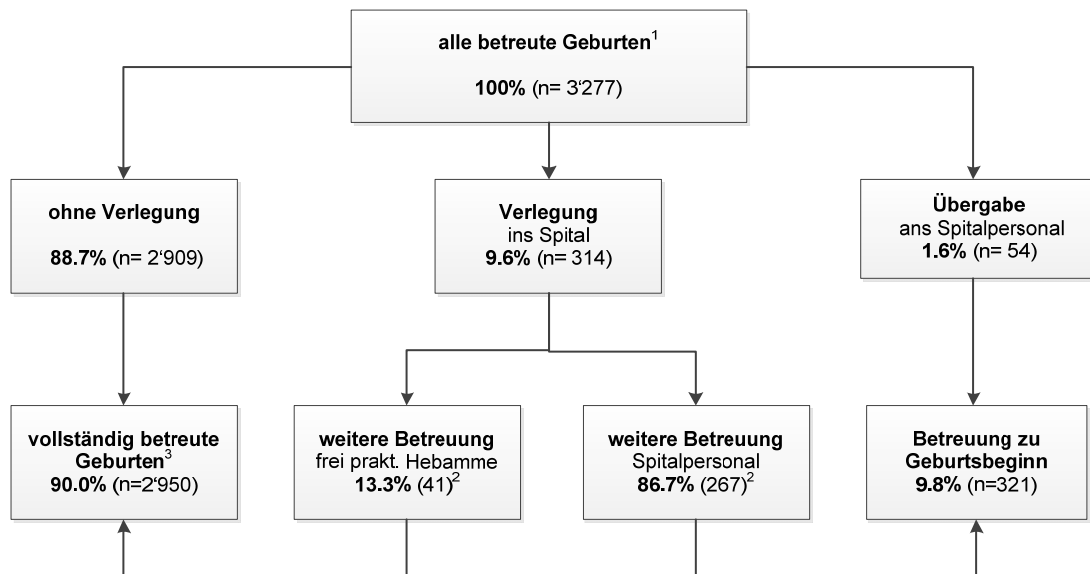 alle betreute Geburten¹
100% (n= 3‘277)
ohne Verlegung
88.7% (n= 2‘909)
Verlegung
ins Spital
9.6% (n= 314)
Übergabe
ans Spitalpersonal
1.6% (n= 54)
vollständig betreute
Geburten³
90.0% (n=2‘950)
weitere Betreuung
frei prakt. Hebamme
13.3% (41)²
weitere Betreuung
Spitalpersonal
86.7% (267)²
Betreuung zu
Geburtsbeginn
9.8% (n=321)